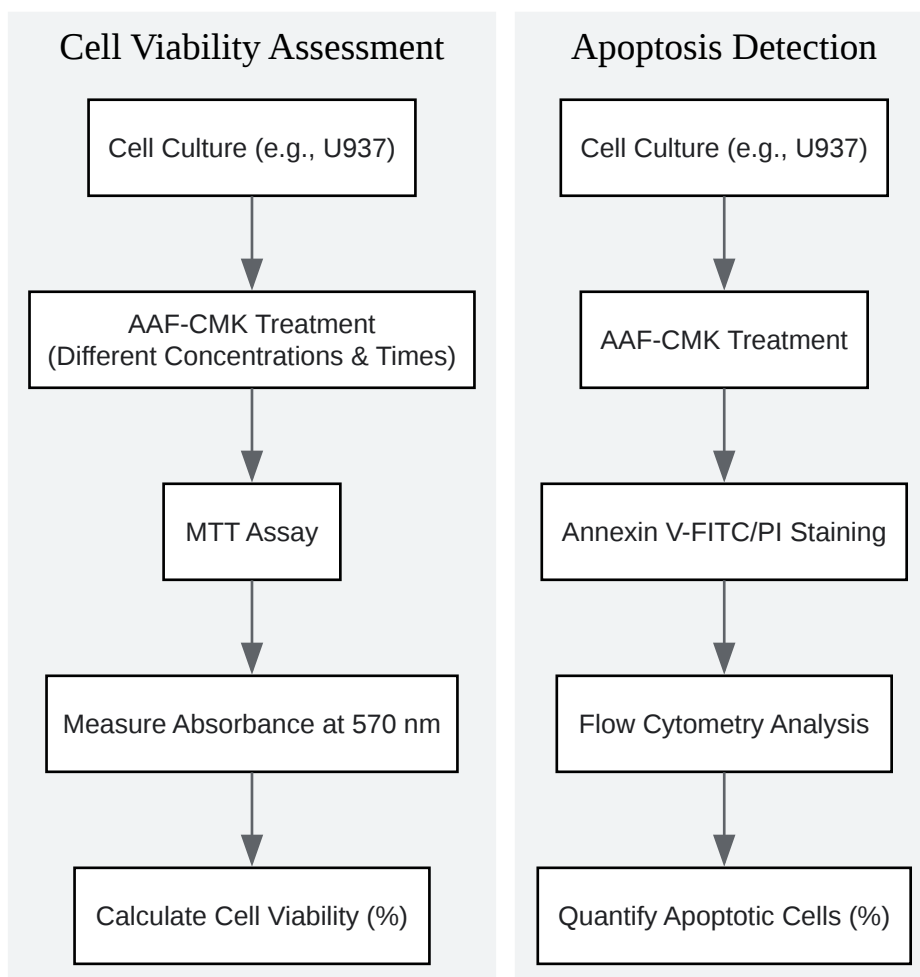 Cell Viability Assessment
Cell Culture (e.g., U937)
AAF-CMK Treatment
(Different Concentrations & Times)
MTT Assay
Measure Absorbance at 570 nm
Calculate Cell Viability (%)
Apoptosis Detection
Cell Culture (e.g., U937)
AAF-CMK Treatment
Annexin V-FITC/PI Staining
Flow Cytometry Analysis
Quantify Apoptotic Cells (%)